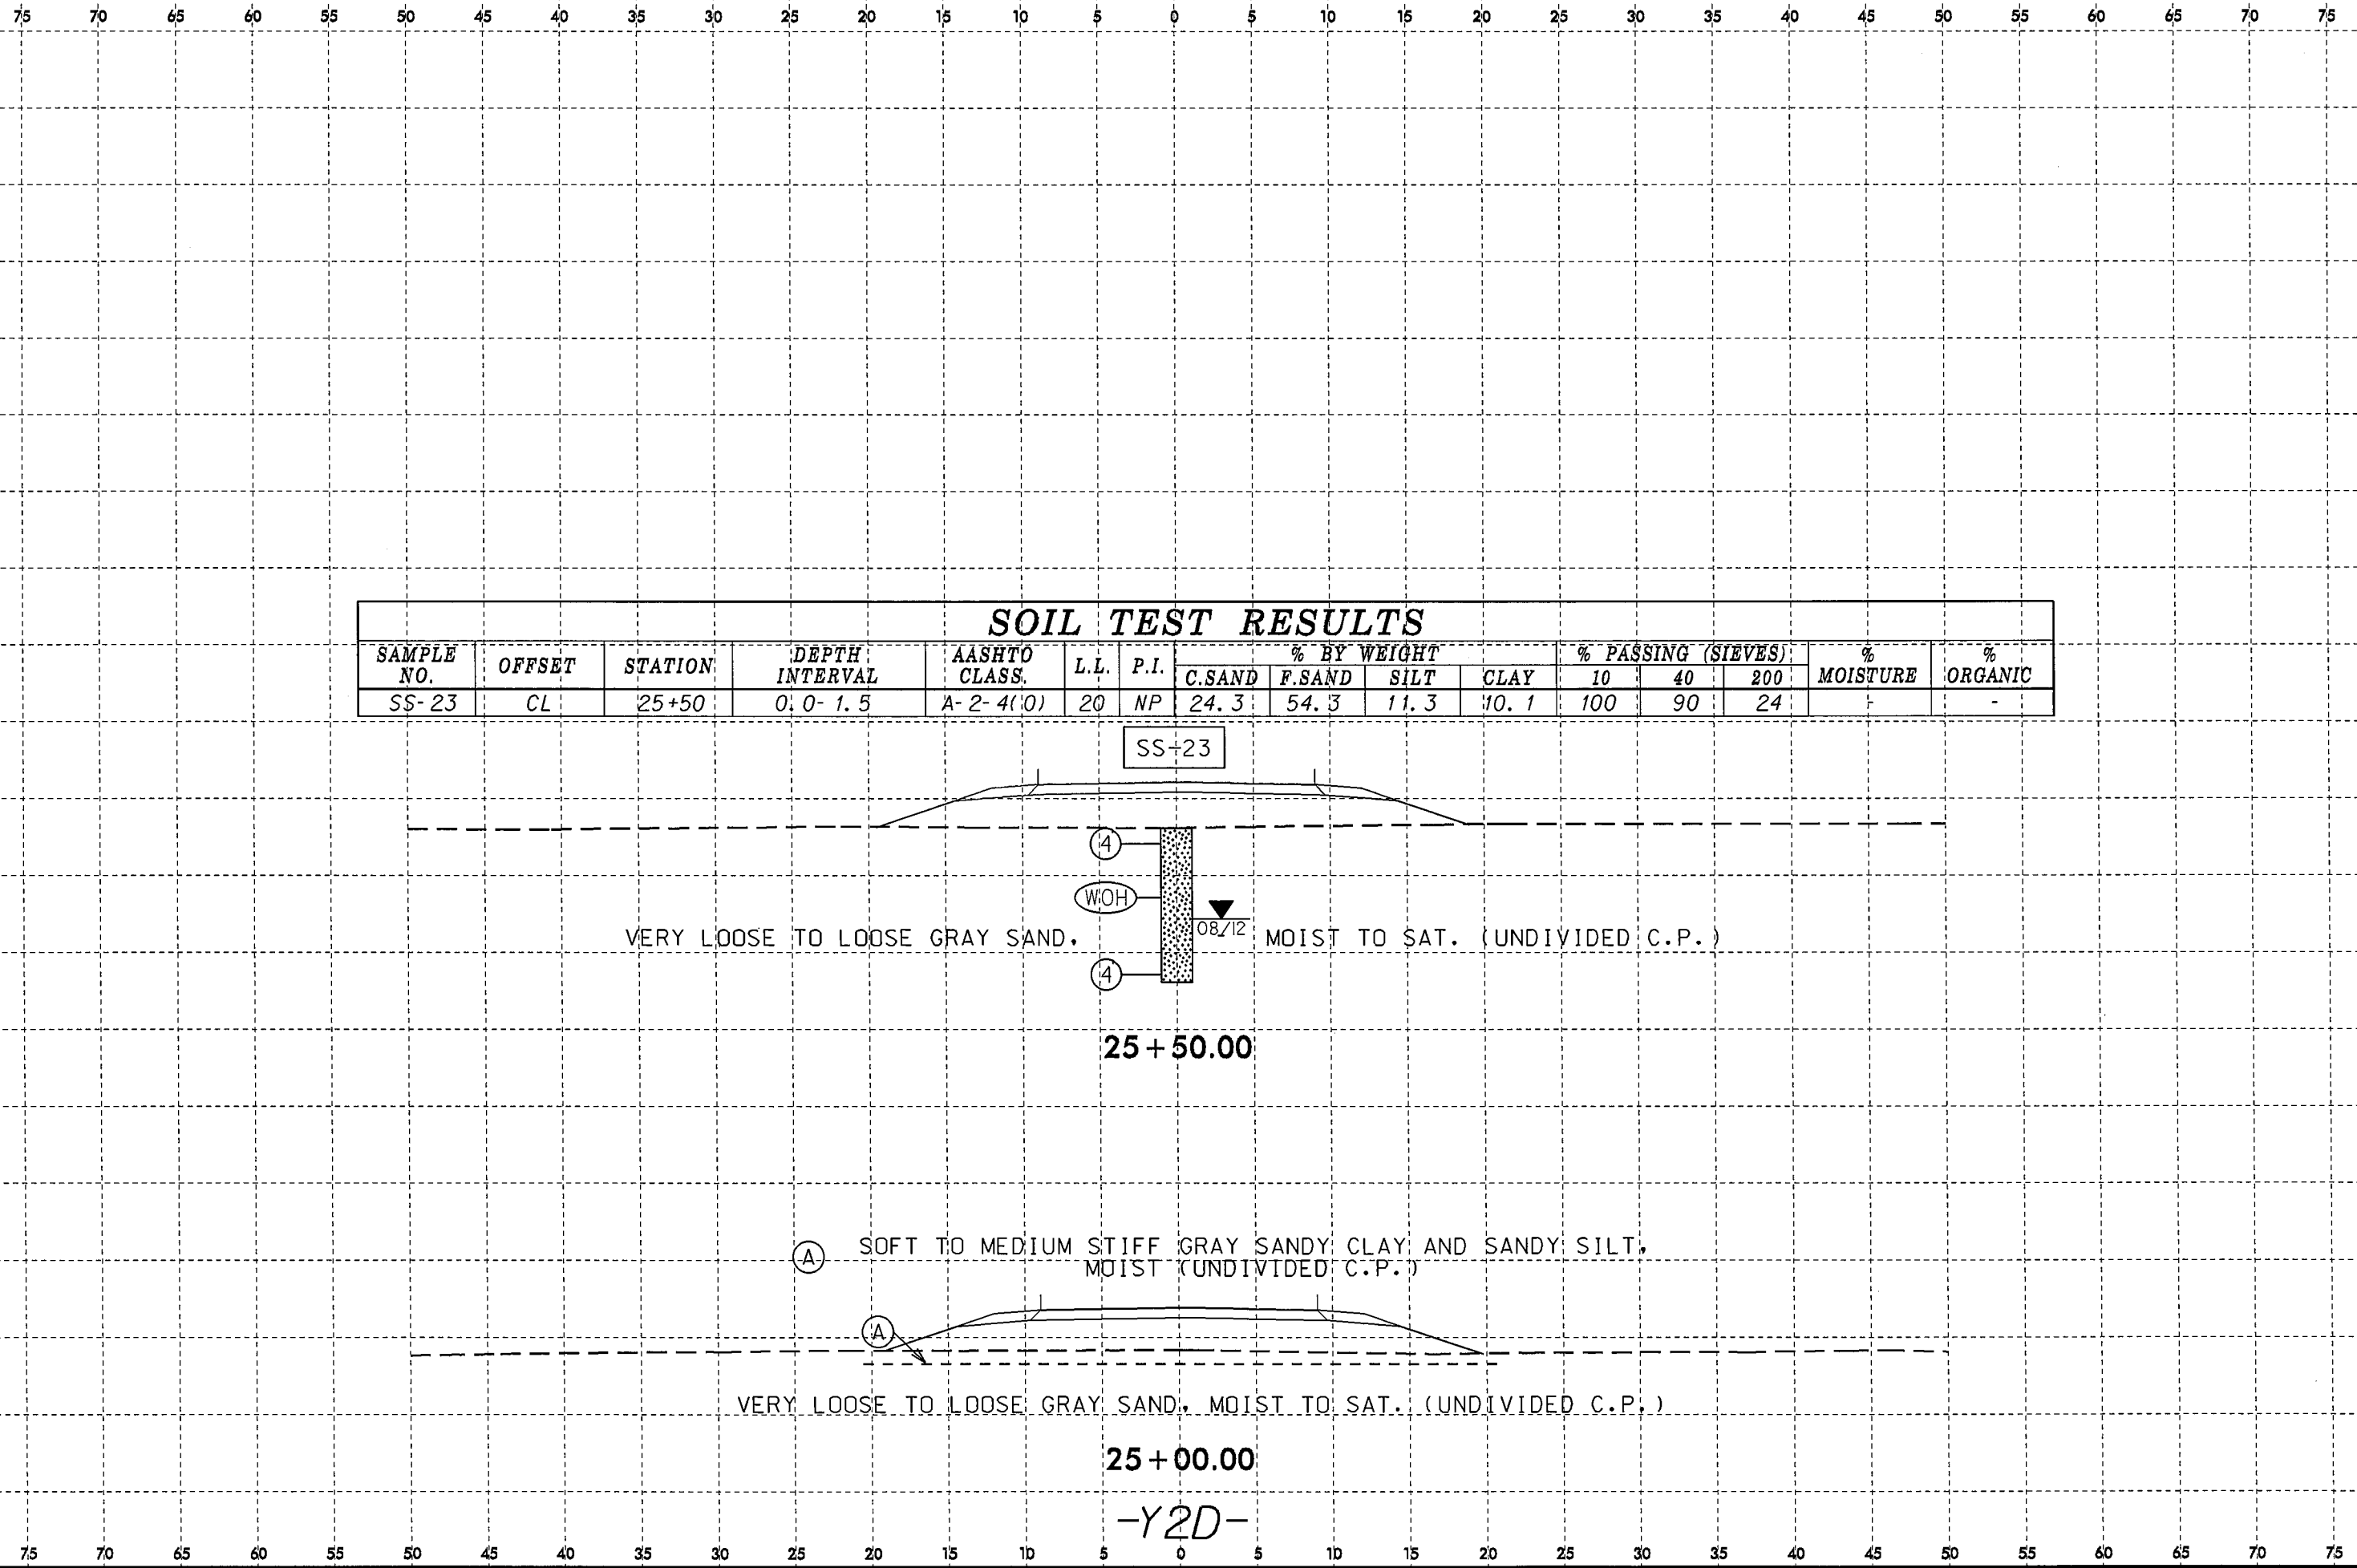 75 70 65 60 55 50 45 40 35 30 25 20 15 10 5 0 5 10 15 20 25 30 35 40 45 50 55 60 65 70 75
SOIL TEST RESULTS
SAMPLE NO. OFFSET STATION DEPTH INTERVAL AASHTO CLASS. L.L. P.I. % BY WEIGHT % PASSING (SIEVES) % MOISTURE % ORGANIC
C.SAND F.SAND SILT CLAY 10 40 200
SS-23 CL 25+50 0.0-1.5 A-2-4(0) 20 NP 24.3 54.3 11.3 10.1 100 90 24 - -
SS-23
4
WOH
08/12
VERY LOOSE TO LOOSE GRAY SAND, MOIST TO SAT. (UNDIVIDED C.P.)
4
25+50.00
A SOFT TO MEDIUM STIFF GRAY SANDY CLAY AND SANDY SILT,
MOIST (UNDIVIDED C.P.)
A
VERY LOOSE TO LOOSE GRAY SAND, MOIST TO SAT. (UNDIVIDED C.P.)
25+00.00
-Y2D-
75 70 65 60 55 50 45 40 35 30 25 20 15 10 5 0 5 10 15 20 25 30 35 40 45 50 55 60 65 70 75